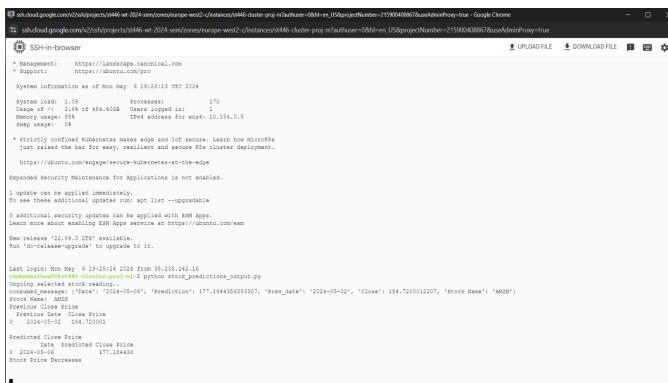 ssh.cloud.google.com/v2/ssh/projects/st446-wt-2024-sem/zones/europe-west2-c/instances/st446-cluster-proj-m?authuser=0&hl=en_US&projectNumber=215900408867&useAdminProxy=true - Google Chrome
ssh.cloud.google.com/v2/ssh/projects/st446-wt-2024-sem/zones/europe-west2-c/instances/st446-cluster-proj-m?authuser=0&hl=en_US&projectNumber=215900408867&useAdminProxy=true
SSH-in-browser UPLOAD FILE DOWNLOAD FILE
* Management: https://landscape.canonical.com
* Support: https://ubuntu.com/pro
System information as of Mon May 6 19:26:13 UTC 2024
System load: 1.09 Processes: 170
Usage of /: 3.6% of 484.40GB Users logged in: 1
Memory usage: 58% IPv4 address for ens4: 10.154.0.5
Swap usage: 0%
* Strictly confined Kubernetes makes edge and IoT secure. Learn how MicroK8s
just raised the bar for easy, resilient and secure K8s cluster deployment.
https://ubuntu.com/engage/secure-kubernetes-at-the-edge
Expanded Security Maintenance for Applications is not enabled.
1 update can be applied immediately.
To see these additional updates run: apt list --upgradable
5 additional security updates can be applied with ESM Apps.
Learn more about enabling ESM Apps service at https://ubuntu.com/esm
New release '22.04.3 LTS' available.
Run 'do-release-upgrade' to upgrade to it.
Last login: Mon May 6 19:25:24 2024 from 35.235.242.16
:~$ python stock_predictions_output.py
Ongoing selected stock reading..
consumed_message: {'Date': '2024-05-06', 'Prediction': 177.1844356383307, 'Prev_date': '2024-05-02', 'Close': 184.7200012207, 'Stock Name': 'AMZN'}
Stock Name: AMZN
Previous Close Price
Previous Date Close Price
0 2024-05-02 184.720001
Predicted Close Price
Date Predicted Close Price
0 2024-05-06 177.184436
Stock Price Decreases